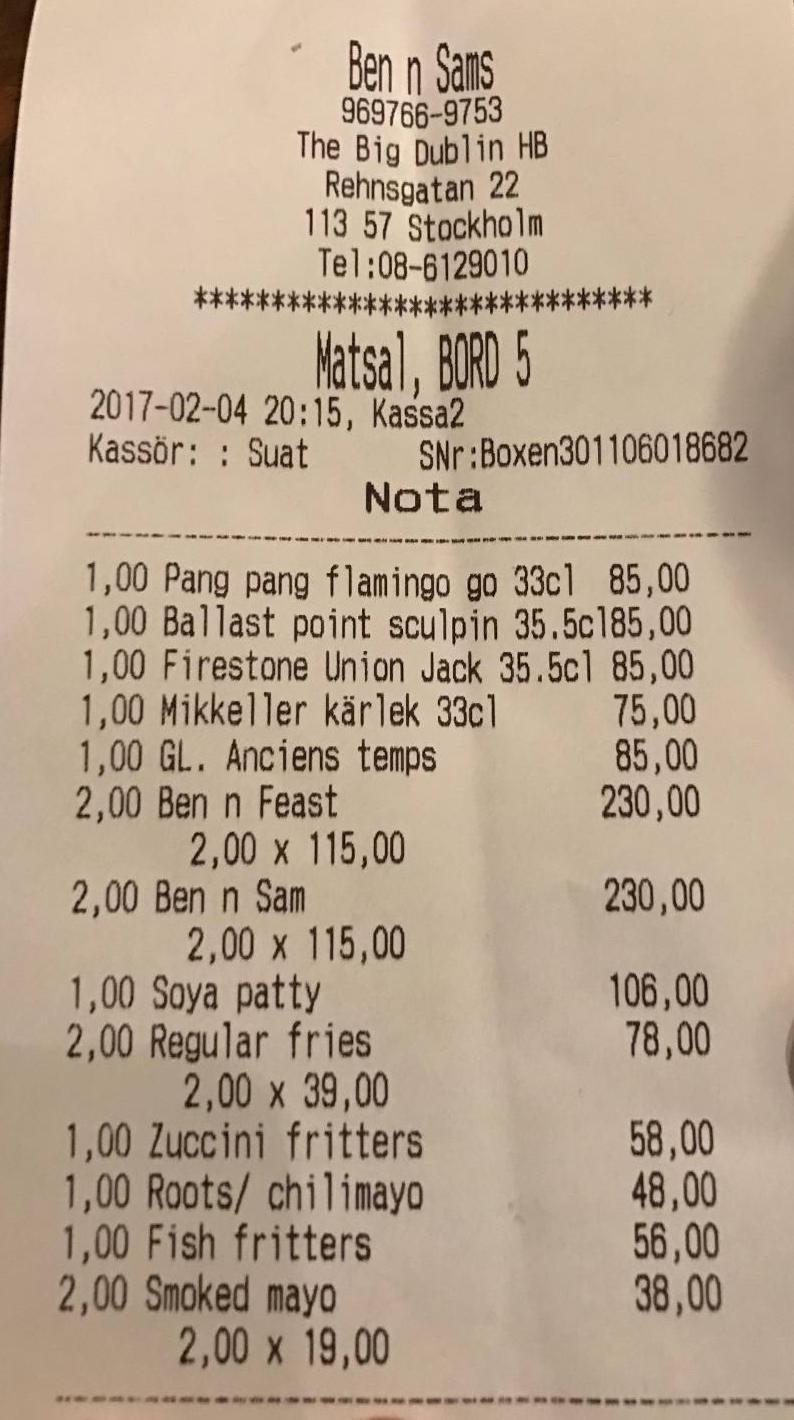 Ben n Sams
969766-9753
The Big Dublin HB
Rehnsgatan 22
113 57 Stockholm
Tel:08-6129010
******************************
Matsal, BORD 5
2017-02-04 20:15, Kassa2
Kassör: : Suat SNr:Boxen301106018682
Nota
1,00 Pang pang flamingo go 33cl 85,00
1,00 Ballast point sculpin 35.5cl85,00
1,00 Firestone Union Jack 35.5cl 85,00
1,00 Mikkeller kärlek 33cl 75,00
1,00 GL. Anciens temps 85,00
2,00 Ben n Feast 230,00
2,00 x 115,00
2,00 Ben n Sam 230,00
2,00 x 115,00
1,00 Soya patty 106,00
2,00 Regular fries 78,00
2,00 x 39,00
1,00 Zuccini fritters 58,00
1,00 Roots/ chilimayo 48,00
1,00 Fish fritters 56,00
2,00 Smoked mayo 38,00
2,00 x 19,00